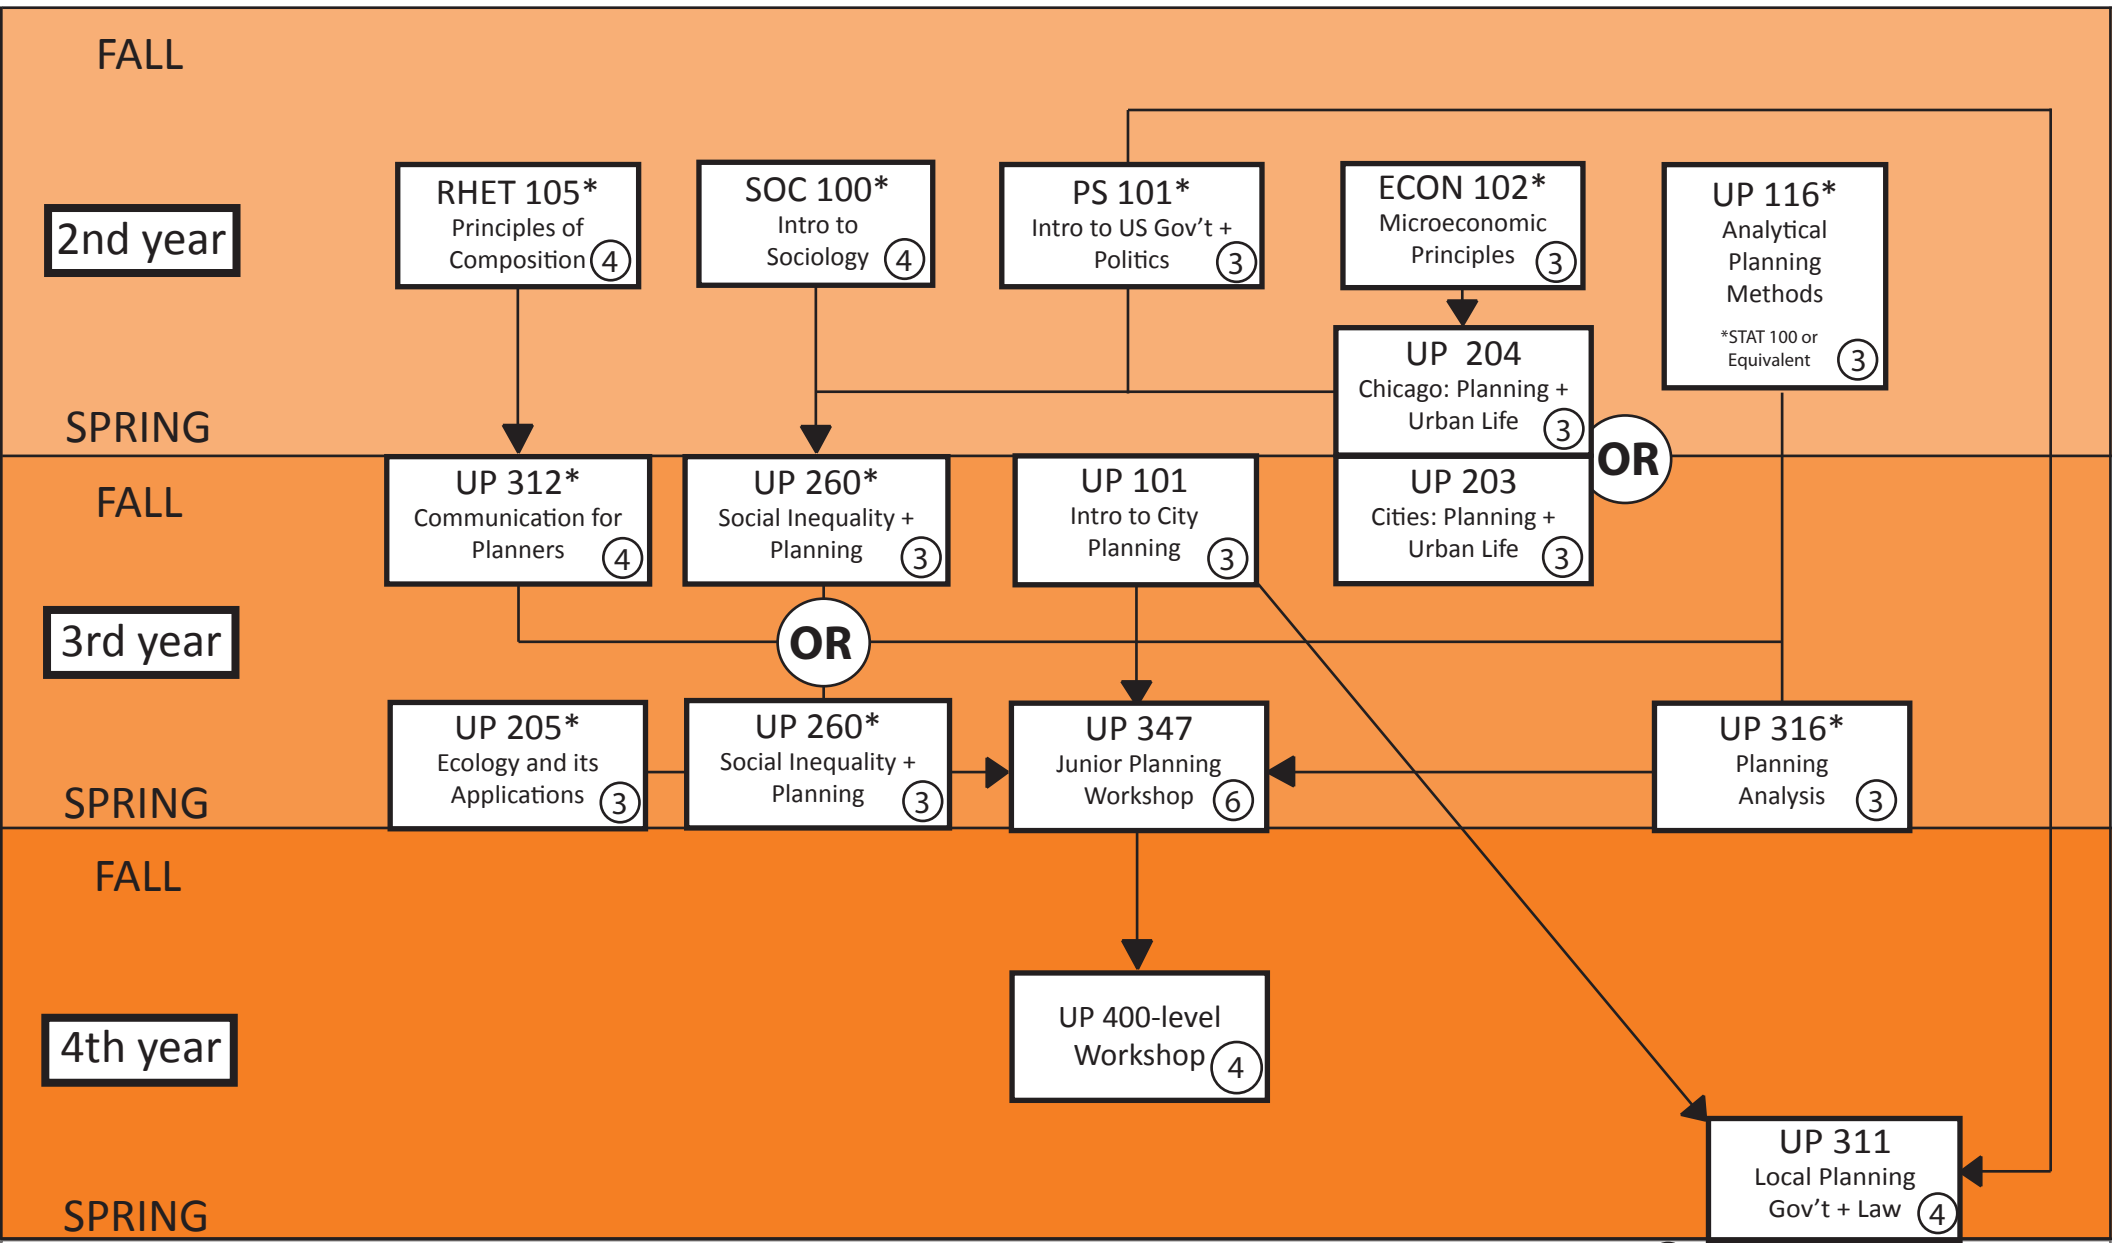 FALL
2nd year
SPRING
RHET 105*
Principles of
Composition 4
SOC 100*
Intro to
Sociology 4
PS 101*
Intro to US Gov’t +
Politics 3
ECON 102*
Microeconomic
Principles 3
UP 116*
Analytical
Planning
Methods
*STAT 100 or
Equivalent 3
UP 204
Chicago: Planning +
Urban Life 3
OR
FALL
3rd year
SPRING
UP 312*
Communication for
Planners 4
UP 260*
Social Inequality +
Planning 3
UP 101
Intro to City
Planning 3
UP 203
Cities: Planning +
Urban Life 3
OR
UP 205*
Ecology and its
Applications 3
UP 260*
Social Inequality +
Planning 3
UP 347
Junior Planning
Workshop 6
UP 316*
Planning
Analysis 3
FALL
4th year
SPRING
UP 400-level
Workshop 4
UP 311
Local Planning
Gov’t + Law 4